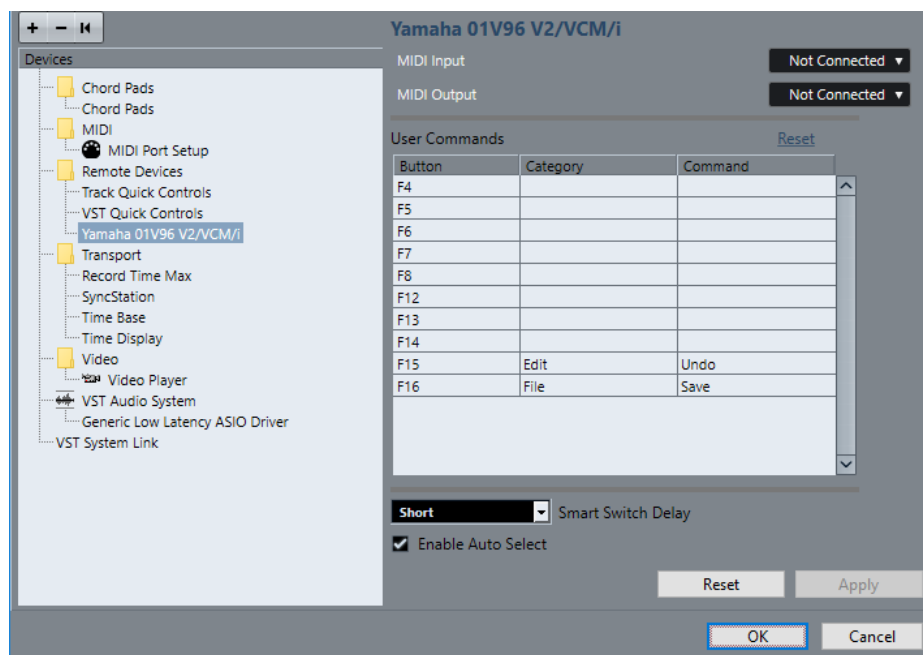 Yamaha 01V96 V2/VCM/i
Devices
Chord Pads
Chord Pads
MIDI
MIDI Port Setup
Remote Devices
Track Quick Controls
VST Quick Controls
Yamaha 01V96 V2/VCM/i
Transport
Record Time Max
SyncStation
Time Base
Time Display
Video
Video Player
VST Audio System
Generic Low Latency ASIO Driver
VST System Link
MIDI Input Not Connected
MIDI Output Not Connected
User Commands Reset
Button Category Command
F4
F5
F6
F7
F8
F12
F13
F14
F15 Edit Undo
F16 File Save
Short Smart Switch Delay
Enable Auto Select
Reset Apply
OK Cancel